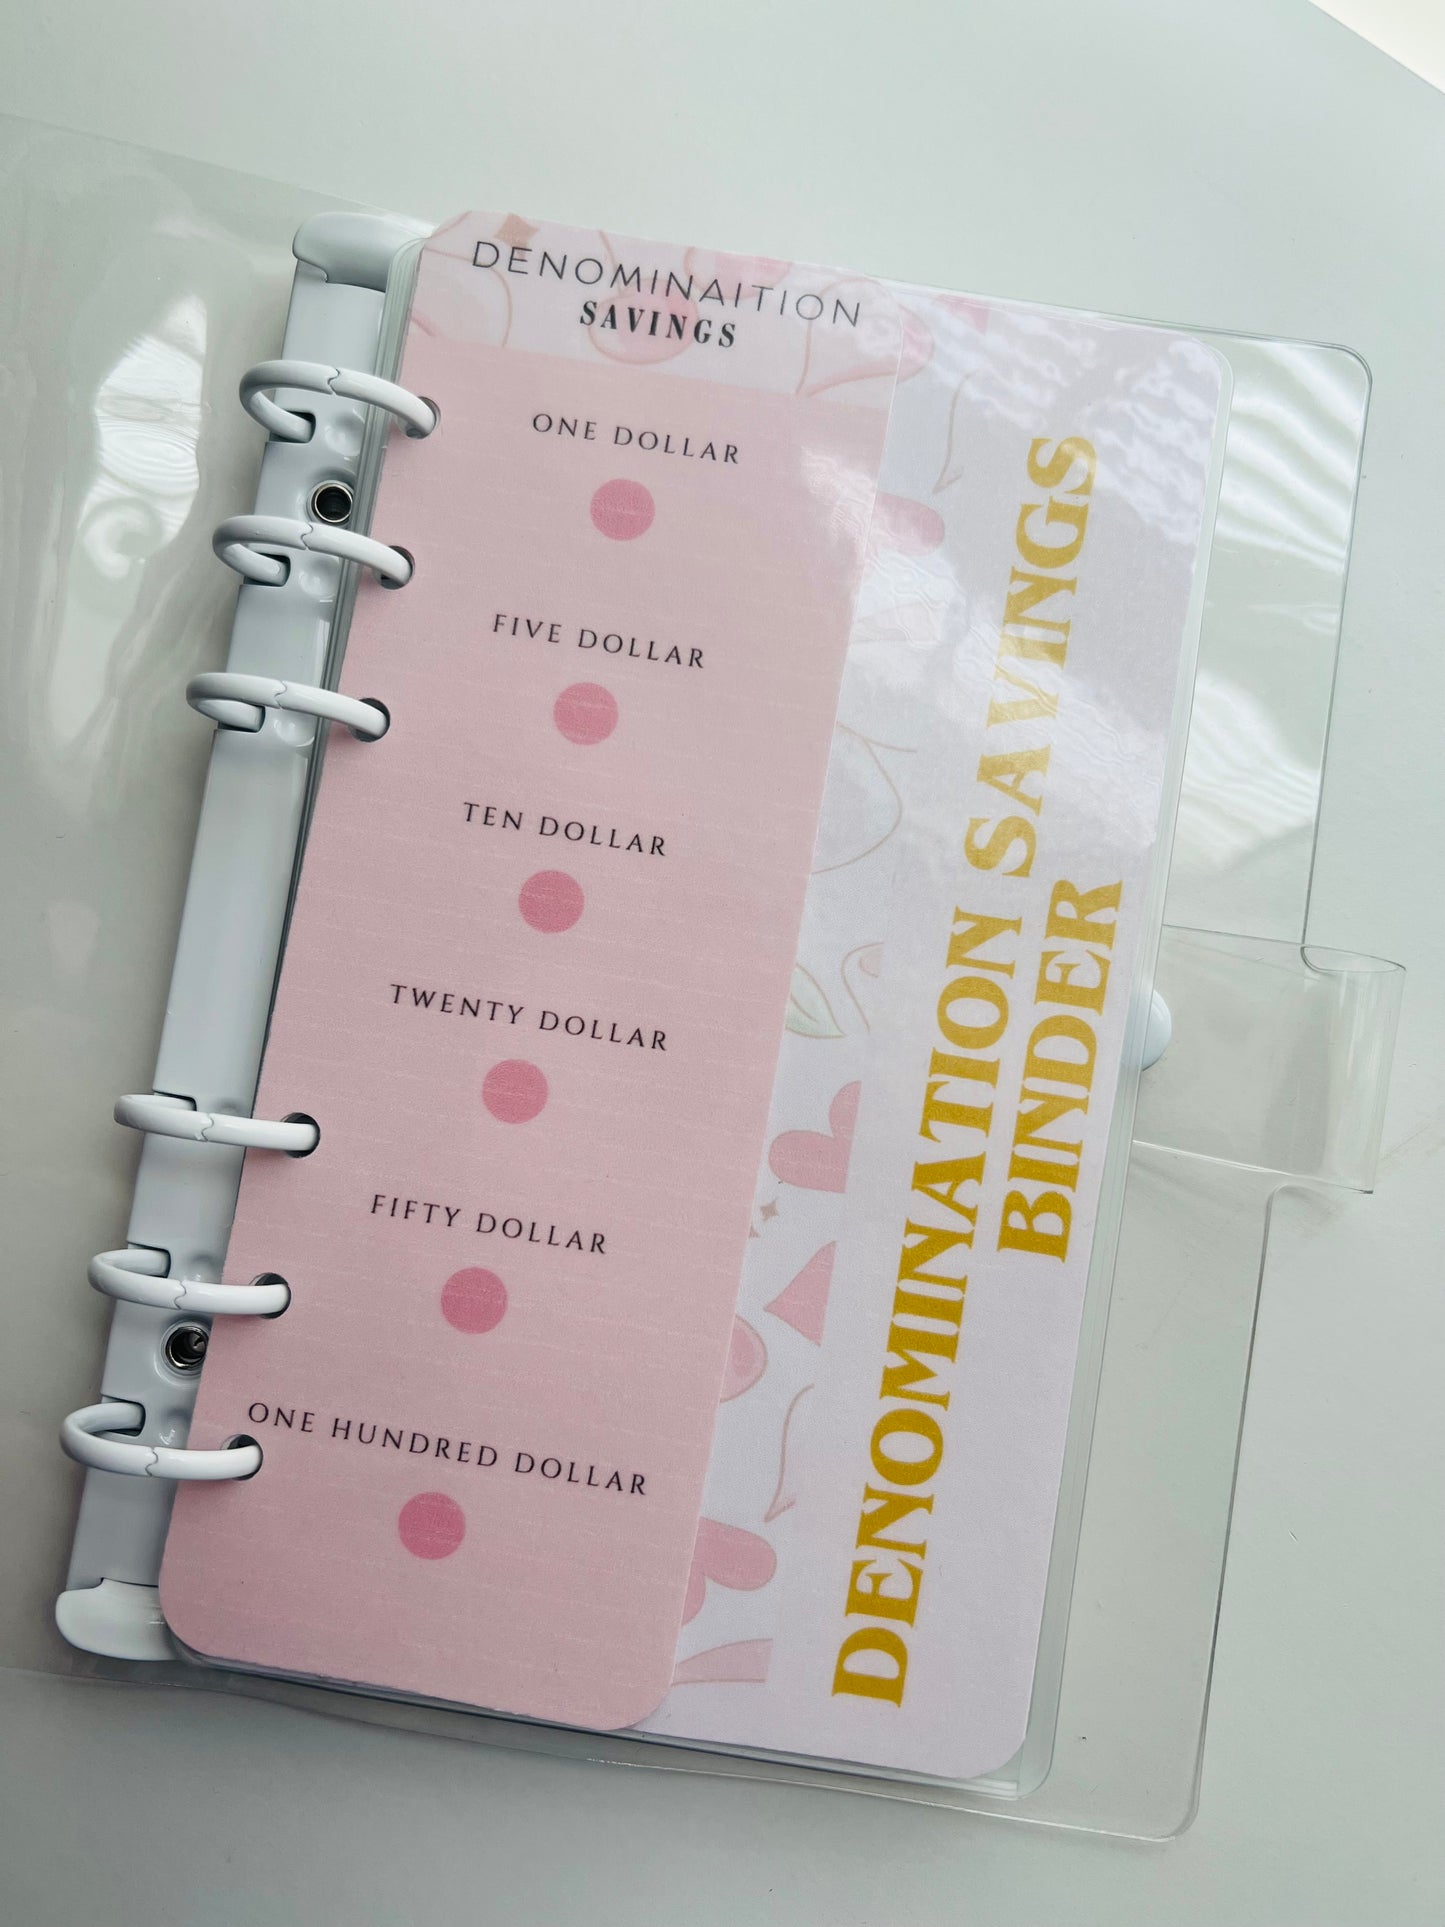 DENOMINAITION
SAVINGS
ONE DOLLAR
FIVE DOLLAR
TEN DOLLAR
TWENTY DOLLAR
FIFTY DOLLAR
ONE HUNDRED DOLLAR
DENOMINATION SAVINGS
BINDER